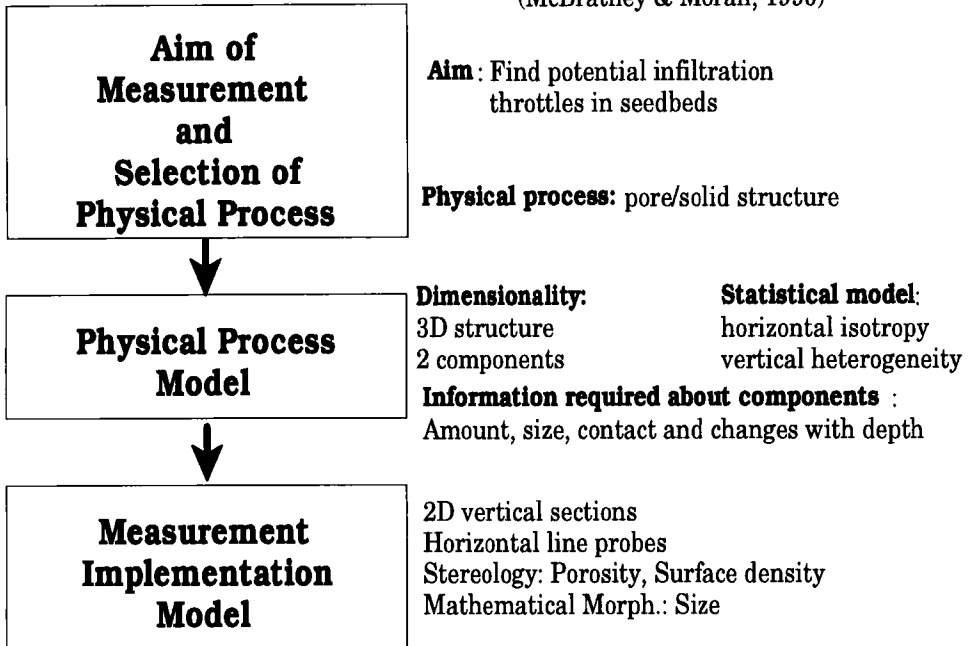 (McBratney & Moran, 1990)
Aim of
Measurement
and
Selection of
Physical Process
Aim : Find potential infiltration
throttles in seedbeds
Physical process: pore/solid structure
Physical Process
Model
Dimensionality:
3D structure
2 components
Statistical model:
horizontal isotropy
vertical heterogeneity
Information required about components :
Amount, size, contact and changes with depth
Measurement
Implementation
Model
2D vertical sections
Horizontal line probes
Stereology: Porosity, Surface density
Mathematical Morph.: Size